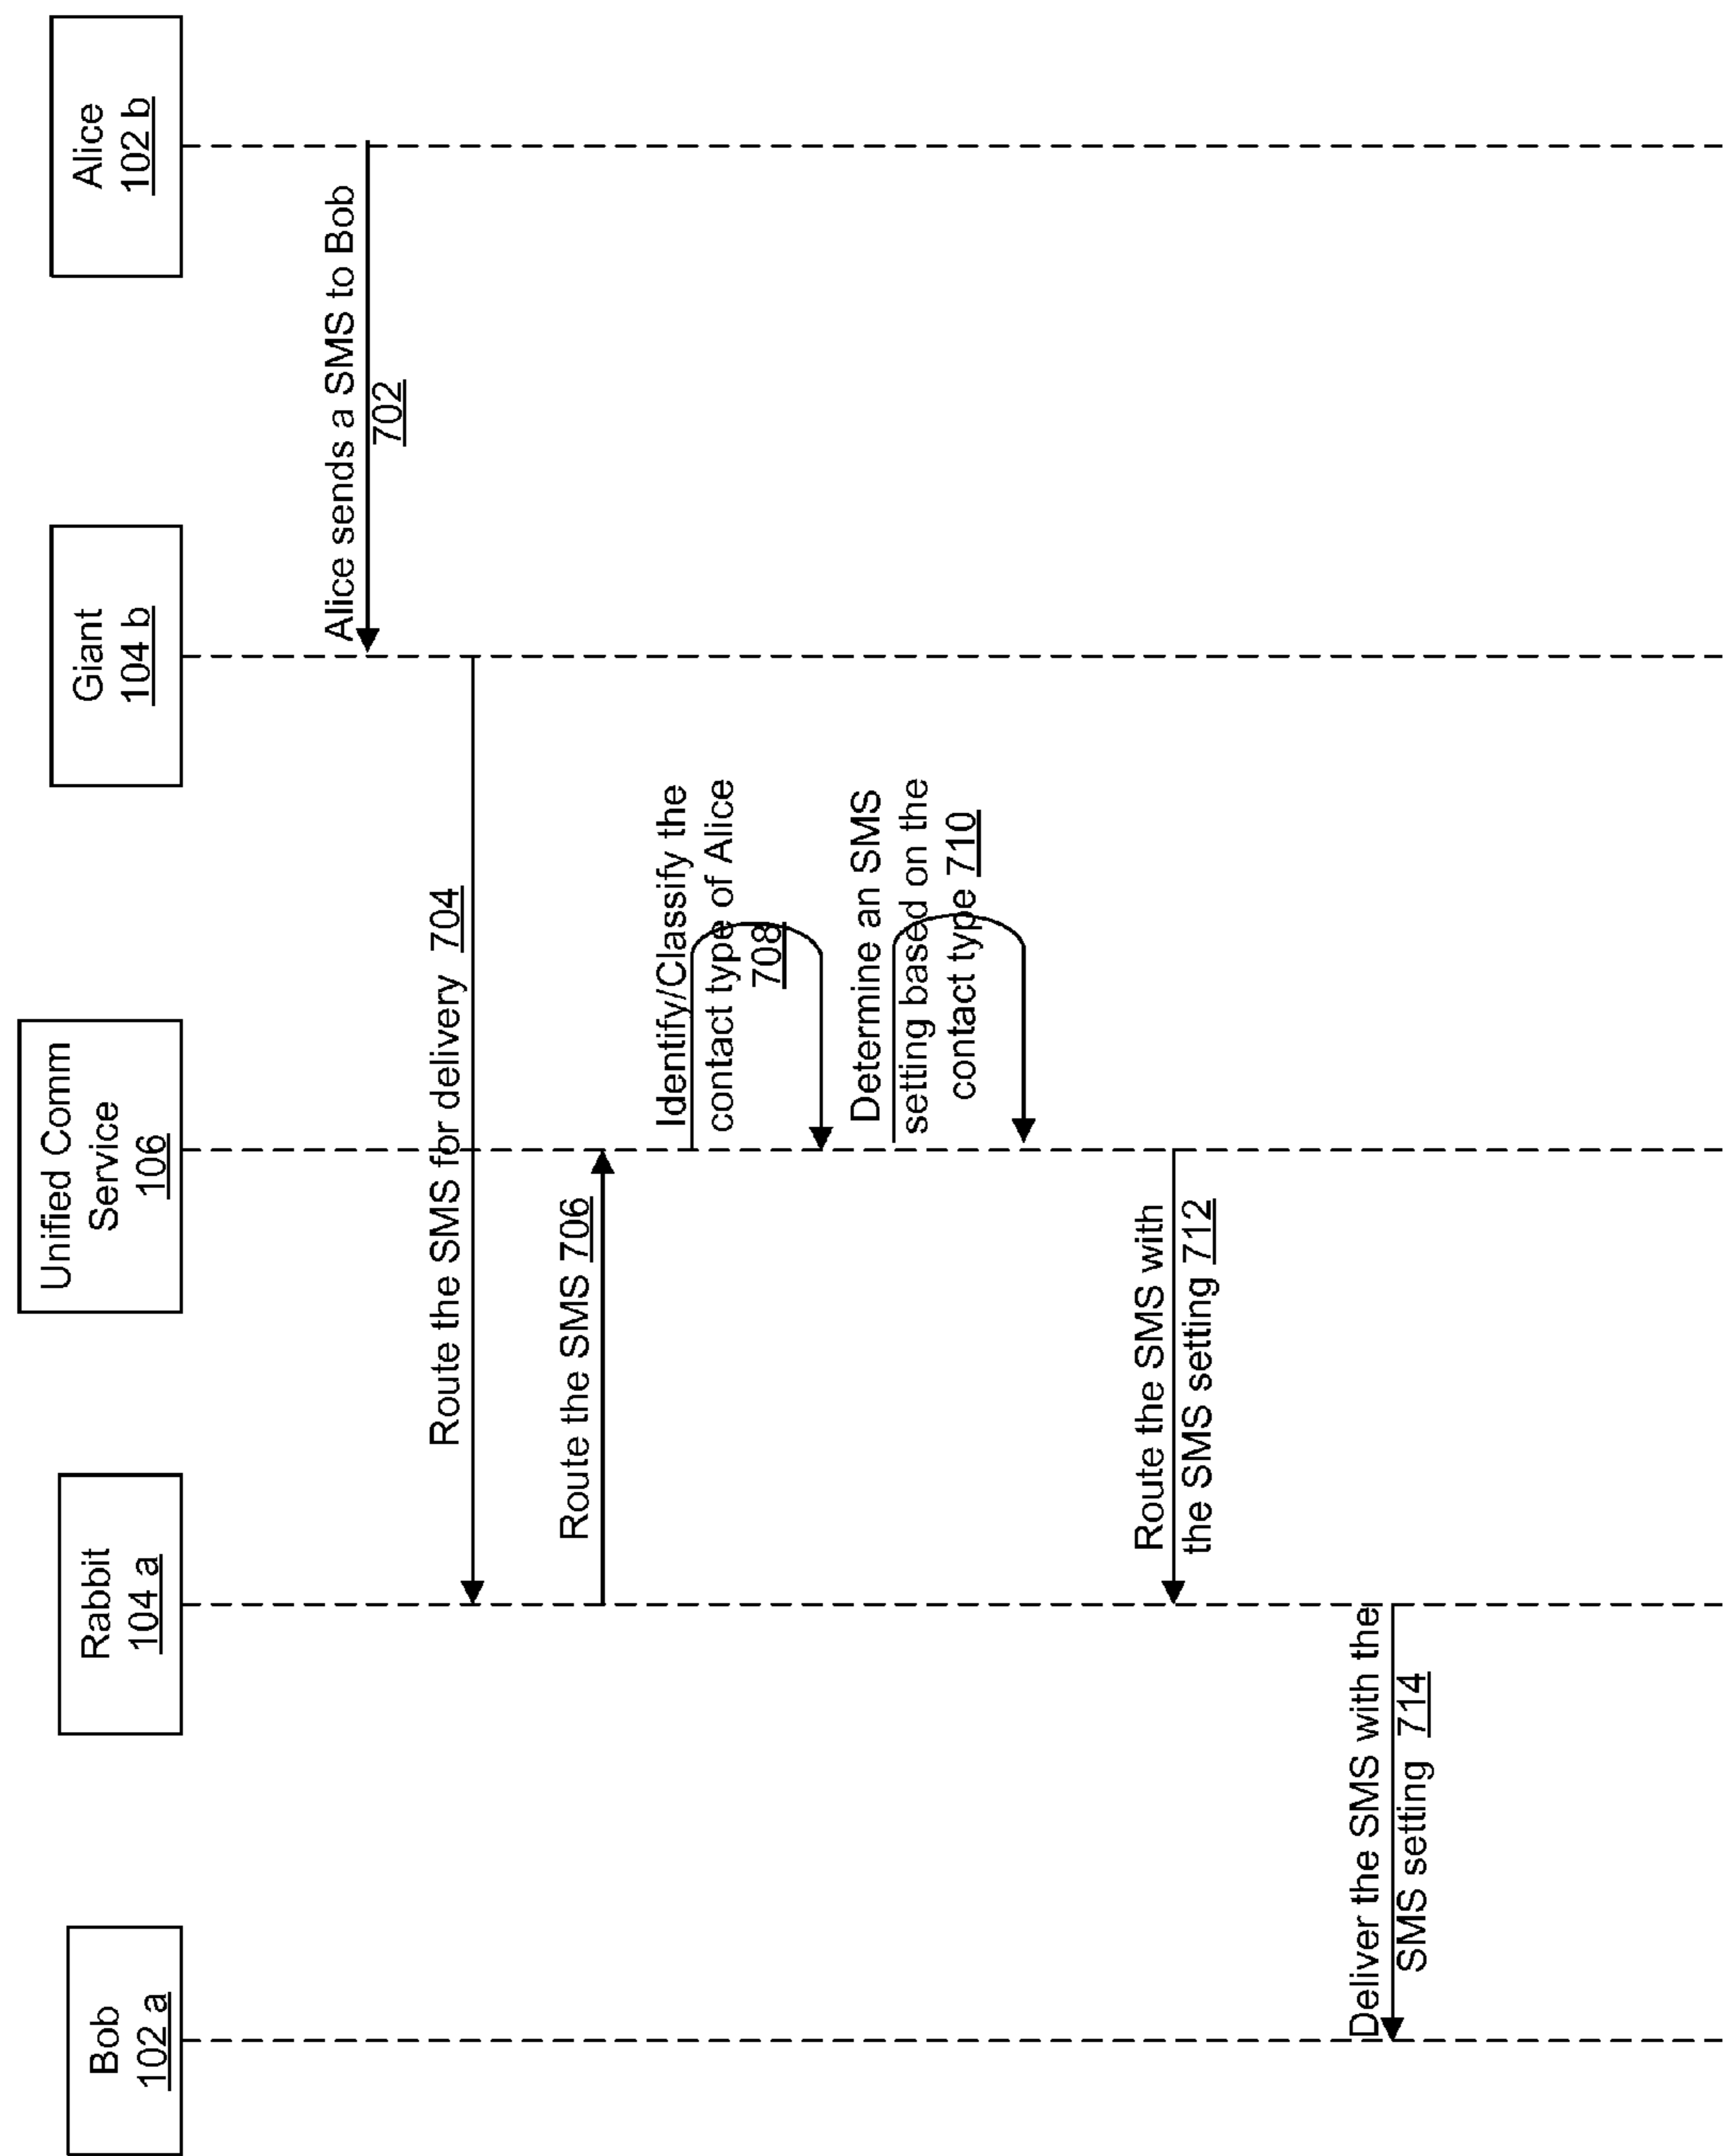 Bob
102 a
Rabbit
104 a
Unified Comm
Service
106
Giant
104 b
Alice
102 b
Alice sends a SMS to Bob
702
Route the SMS for delivery 704
Route the SMS 706
Identify/Classify the
contact type of Alice
708
Determine an SMS
setting based on the
contact type 710
Route the SMS with
the SMS setting 712
Deliver the SMS with the
SMS setting 714